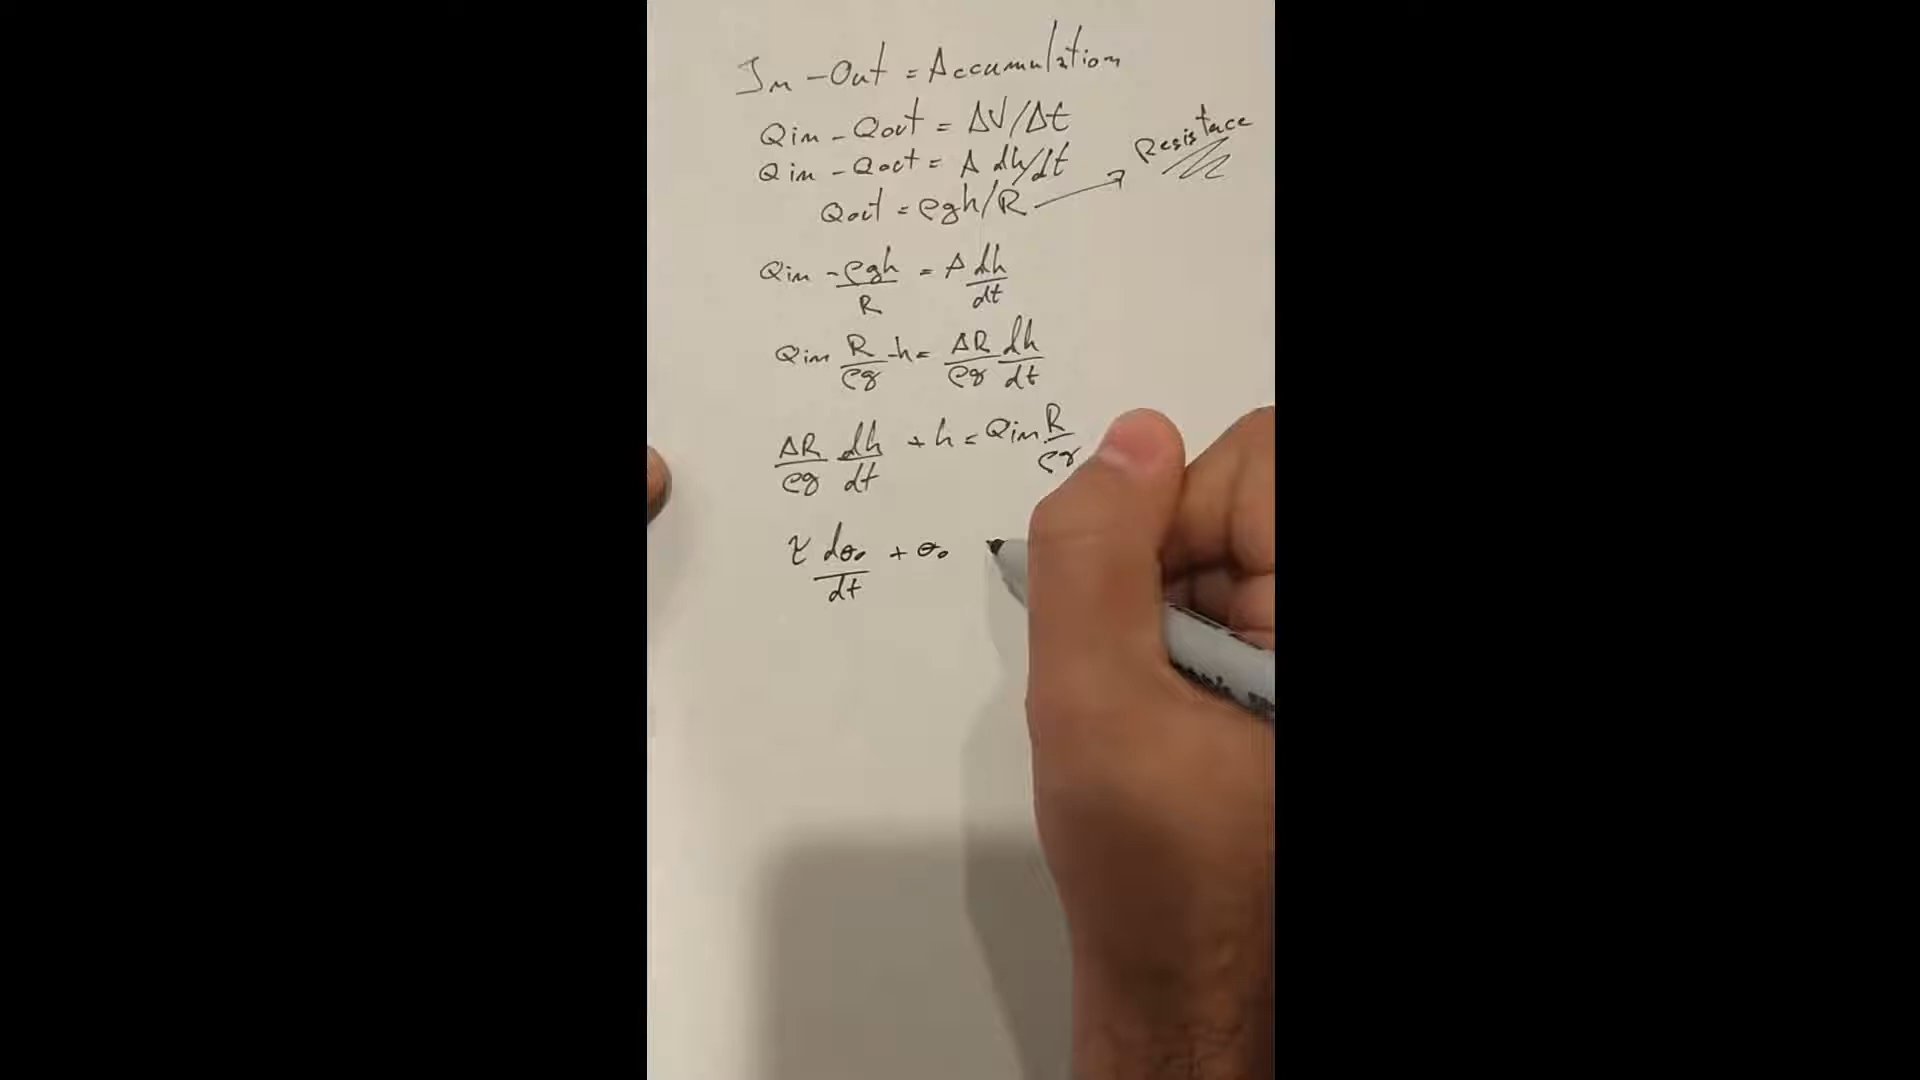 In - Out = Accumulation
Qin - Qout = ΔV/Δt
Qin - Qout = A dh/dt
Resistace
Qout = ρgh/R
Qin - ρgh/R = A dh/dt
Qin R/ρg - h = AR/ρg dh/dt
AR/ρg dh/dt + h = Qin R/ρg
τ dθo/dt + θo